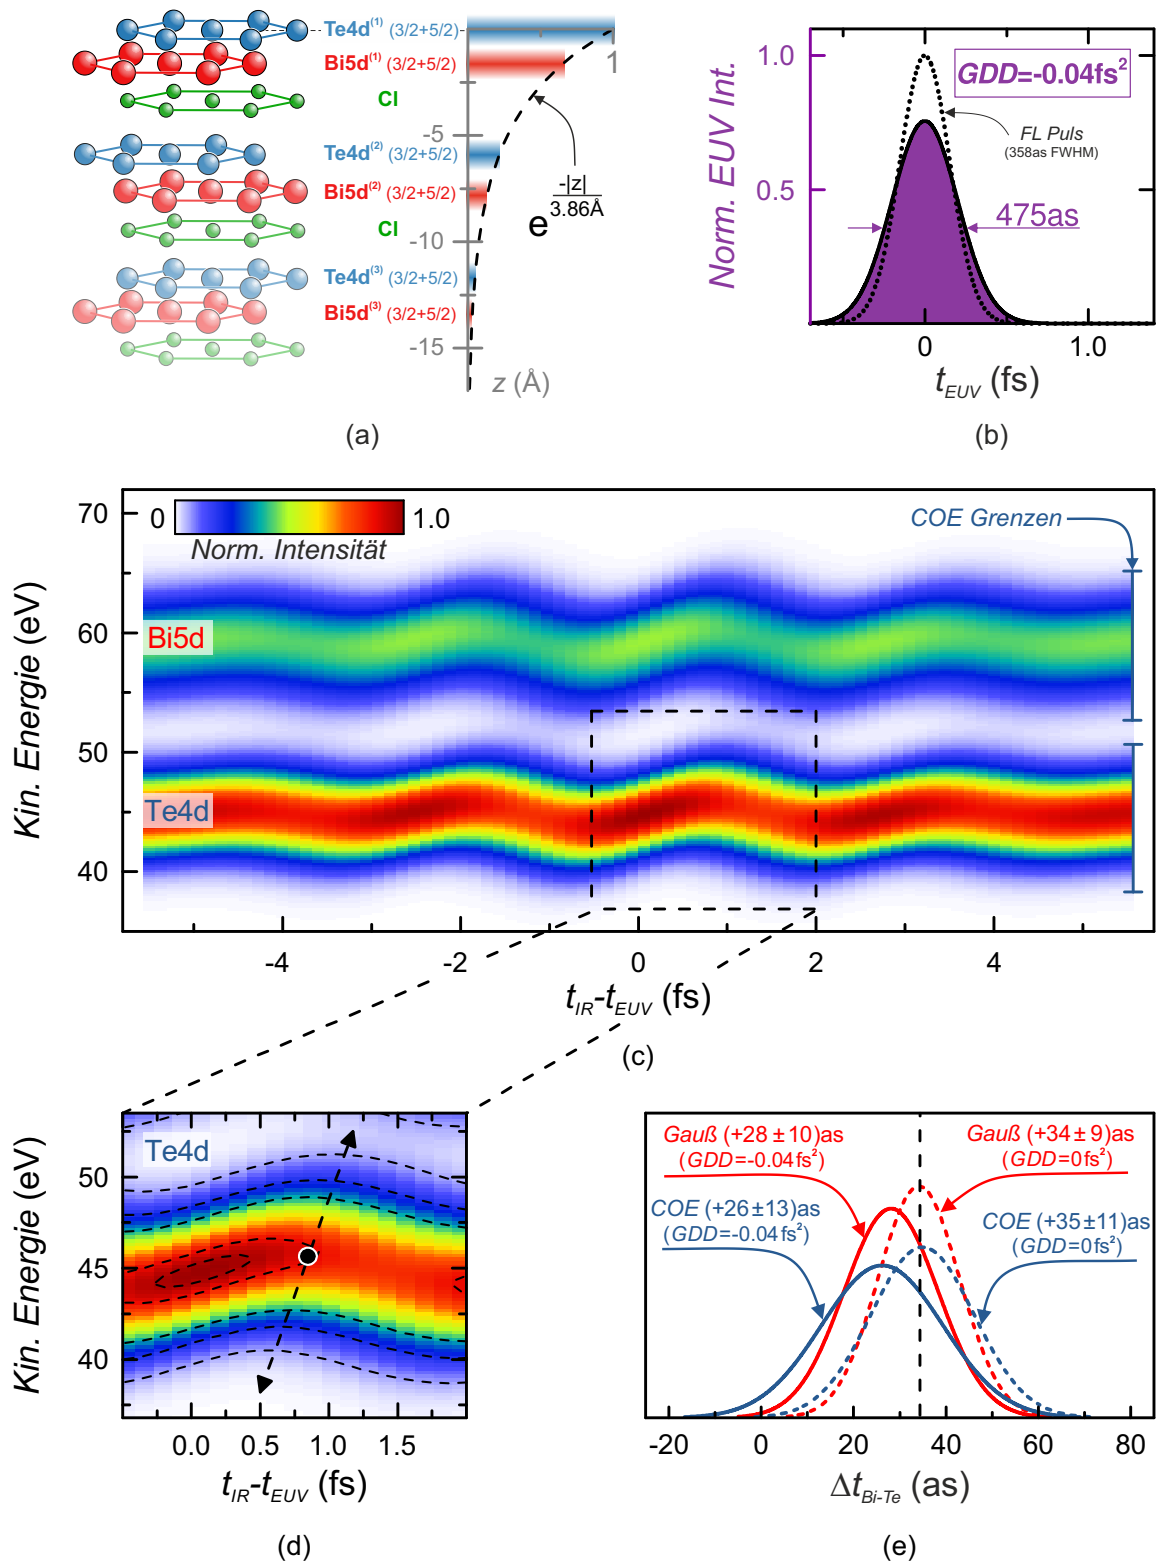 Te4d(1) (3/2+5/2)
Bi5d(1) (3/2+5/2)
Cl
Te4d(2) (3/2+5/2)
Bi5d(2) (3/2+5/2)
Cl
Te4d(3) (3/2+5/2)
Bi5d(3) (3/2+5/2)
1
-5
-10
-15
z (Å)
e -|z| / 3.86Å
(a)
Norm. EUV Int.
1.0
0.5
GDD=-0.04fs²
FL Puls
(358as FWHM)
475as
0
1.0
t_EUV (fs)
(b)
Kin. Energie (eV)
70
60
50
40
0
1.0
Norm. Intensität
COE Grenzen
Bi5d
Te4d
-4
-2
0
2
4
t_IR-t_EUV (fs)
(c)
Kin. Energie (eV)
50
45
40
Te4d
0.0
0.5
1.0
1.5
t_IR-t_EUV (fs)
(d)
Gauß (+28±10)as
(GDD=-0.04fs²)
Gauß (+34±9)as
(GDD=0fs²)
COE (+26±13)as
(GDD=-0.04fs²)
COE (+35±11)as
(GDD=0fs²)
-20
0
20
40
60
80
Δt_Bi-Te (as)
(e)